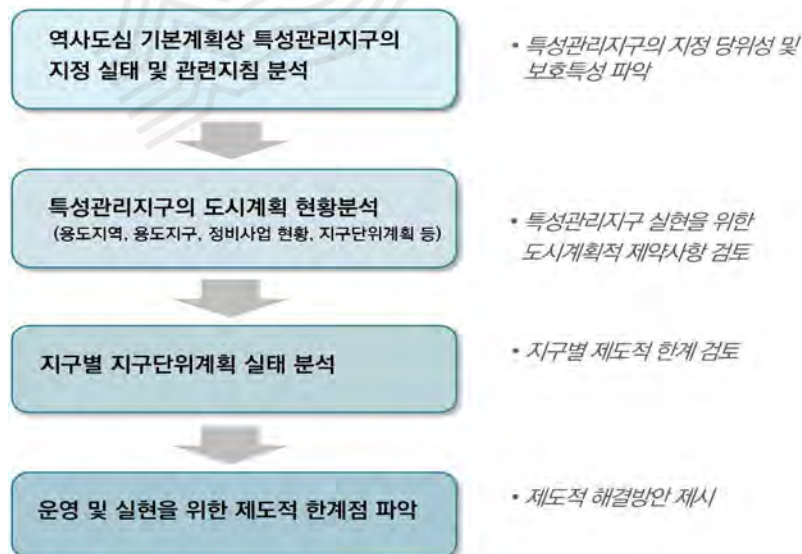 역사도심 기본계획상 특성관리지구의
지정 실태 및 관련지침 분석
• 특성관리지구의 지정 당위성 및
보호특성 파악
특성관리지구의 도시계획 현황분석
(용도지역, 용도지구, 정비사업 현황, 지구단위계획 등)
• 특성관리지구 실현을 위한
도시계획적 제약사항 검토
지구별 지구단위계획 실태 분석
• 지구별 제도적 한계 검토
운영 및 실현을 위한 제도적 한계점 파악
• 제도적 해결방안 제시